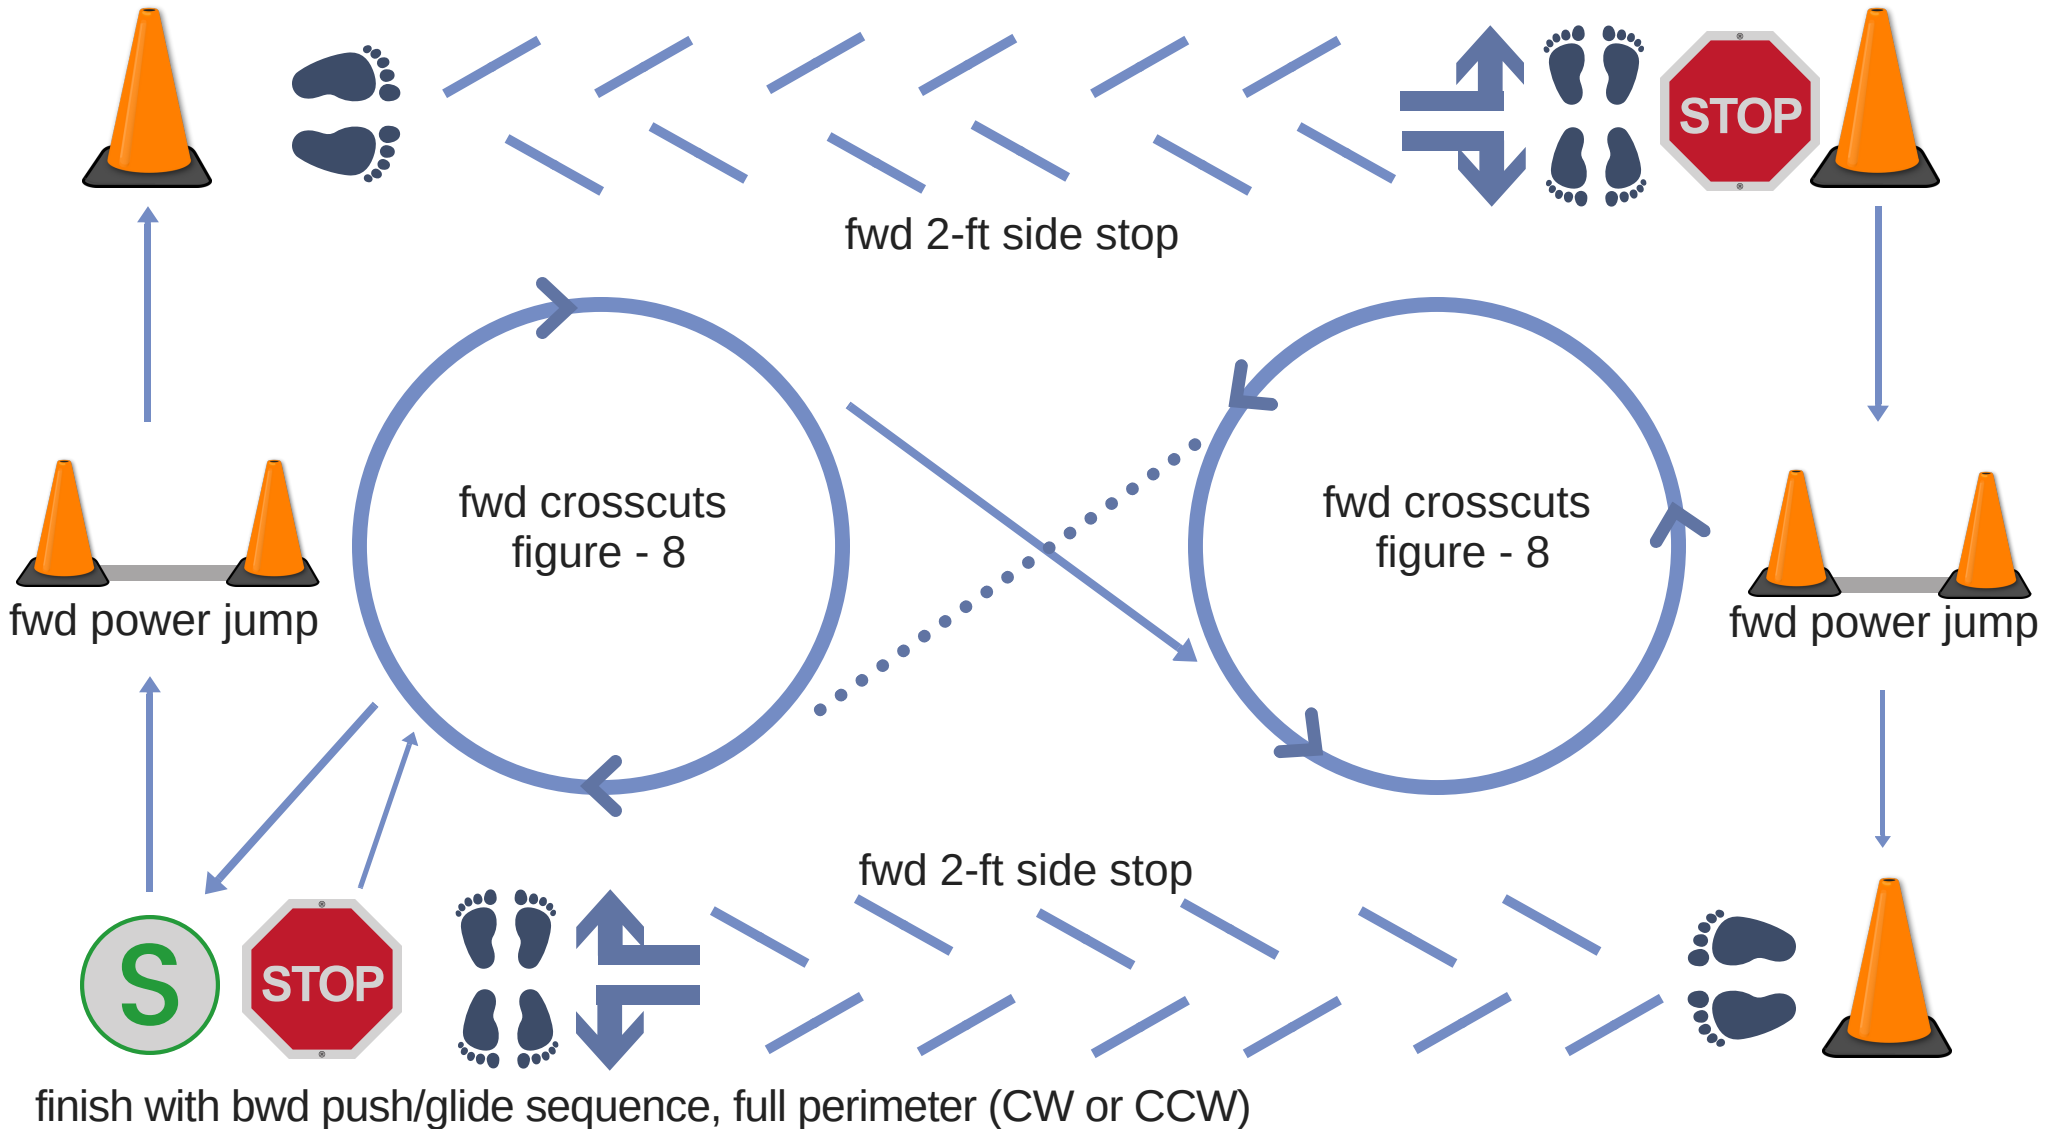 STOP
fwd 2-ft side stop
fwd crosscuts
figure - 8
fwd crosscuts
figure - 8
fwd power jump
fwd power jump
fwd 2-ft side stop
S
STOP
finish with bwd push/glide sequence, full perimeter (CW or CCW)